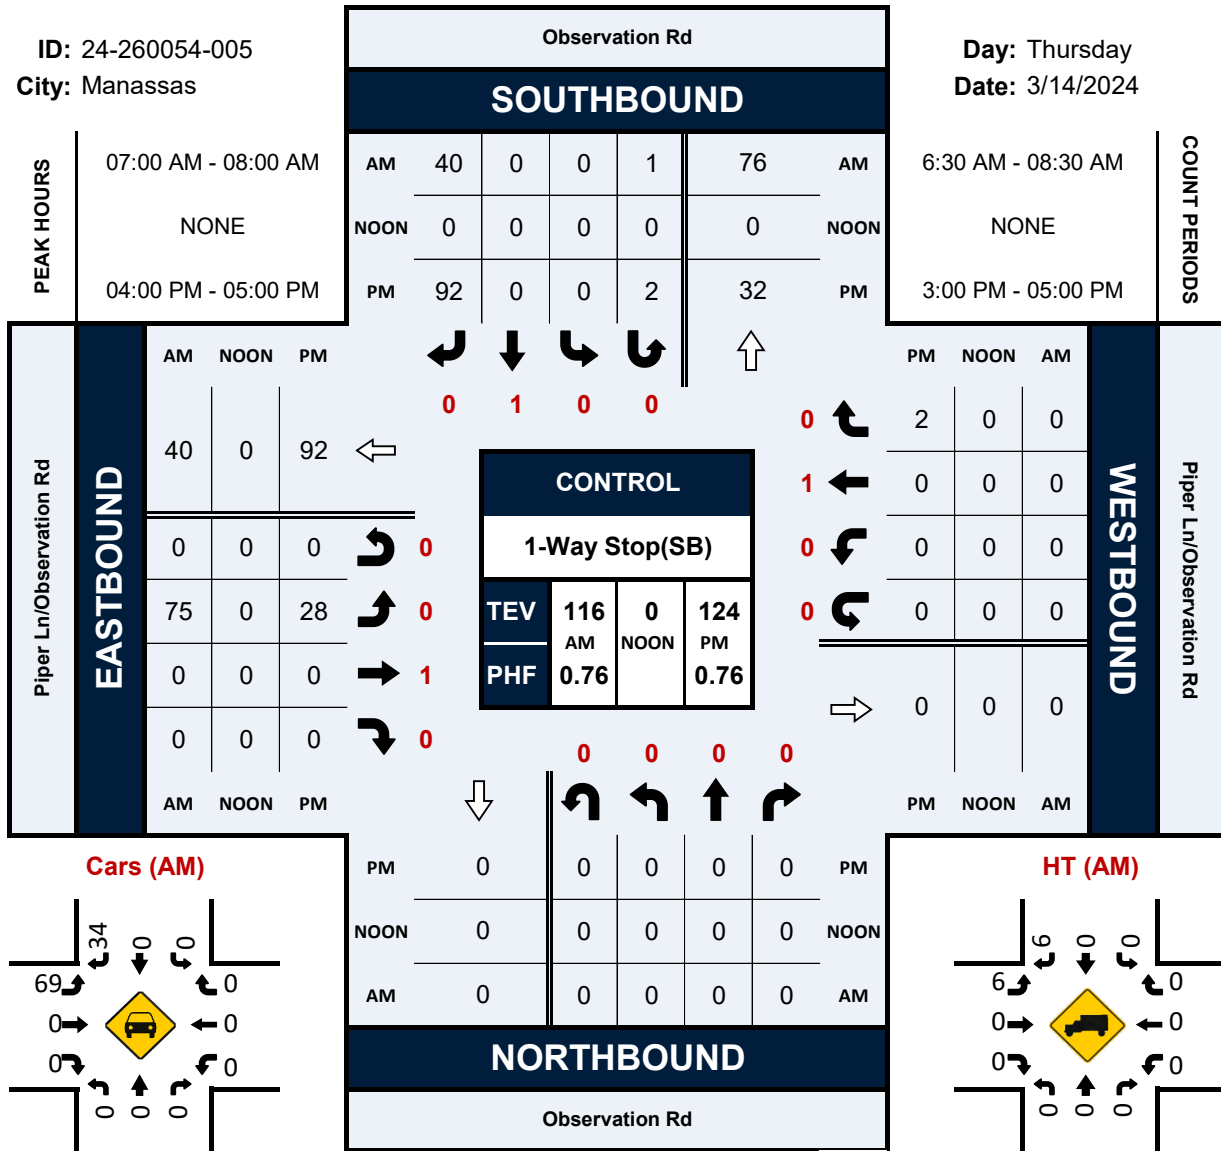 ID: 24-260054-005
City: Manassas
Observation Rd
Day: Thursday
Date: 3/14/2024
SOUTHBOUND
PEAK HOURS
07:00 AM - 08:00 AM
NONE
04:00 PM - 05:00 PM
AM 40 0 0 1 76 AM
NOON 0 0 0 0 0 NOON
PM 92 0 0 2 32 PM
6:30 AM - 08:30 AM
NONE
3:00 PM - 05:00 PM
COUNT PERIODS
0 1 0 0
Piper Ln/Observation Rd
EASTBOUND
AM NOON PM
40 0 92
0 0 0 0
75 0 28 0
0 0 0 1
0 0 0 0
AM NOON PM
CONTROL
1-Way Stop(SB)
TEV 116 0 124
AM NOON PM
PHF 0.76 0.76
PM NOON AM
0 2 0 0
1 0 0 0
0 0 0 0
0 0 0 0
0 0 0
PM NOON AM
WESTBOUND
Piper Ln/Observation Rd
0 0 0 0
PM 0 0 0 0 0 PM
NOON 0 0 0 0 0 NOON
AM 0 0 0 0 0 AM
NORTHBOUND
Observation Rd
Cars (AM)
34 0 0
69 0
0 0
0 0
0 0 0
HT (AM)
6 0 0
6 0
0 0
0 0
0 0 0